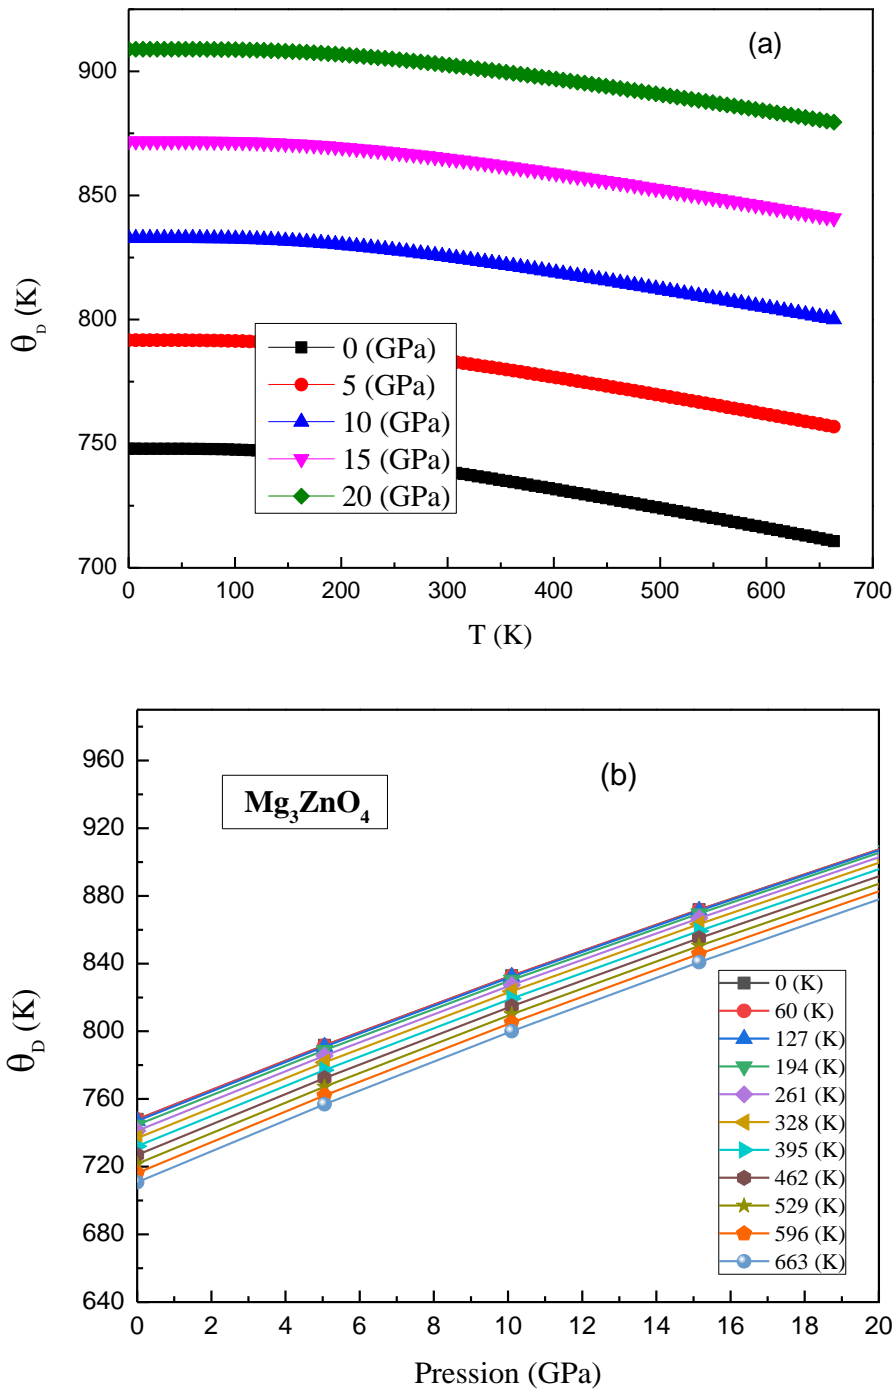 (a)
900
850
800
750
700
θD (K)
0 (GPa)
5 (GPa)
10 (GPa)
15 (GPa)
20 (GPa)
0 100 200 300 400 500 600 700
T (K)
(b)
Mg3ZnO4
960
920
880
840
800
760
720
680
640
θD (K)
0 (K)
60 (K)
127 (K)
194 (K)
261 (K)
328 (K)
395 (K)
462 (K)
529 (K)
596 (K)
663 (K)
0 2 4 6 8 10 12 14 16 18 20
Pression (GPa)